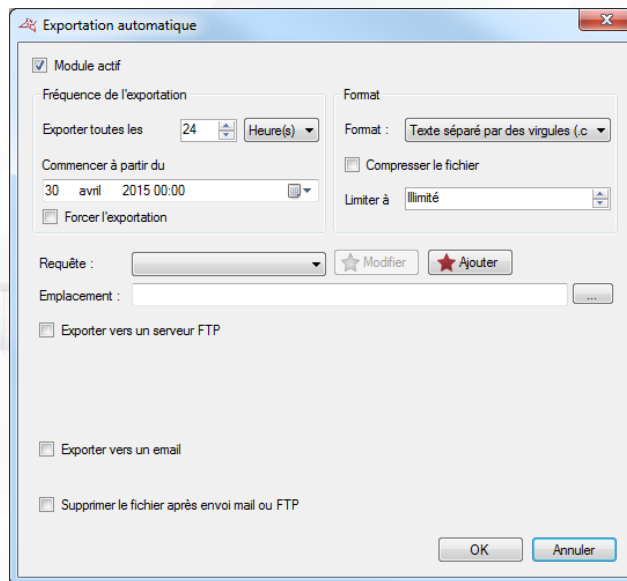 Exportation automatique
Module actif
Fréquence de l'exportation
Exporter toutes les 24 Heure(s)
Commencer à partir du
30 avril 2015 00:00
Forcer l'exportation
Format
Format : Texte séparé par des virgules (.c
Compresser le fichier
Limiter à Illimité
Requête : Modifier Ajouter
Emplacement : ...
Exporter vers un serveur FTP
Exporter vers un email
Supprimer le fichier après envoi mail ou FTP
OK Annuler